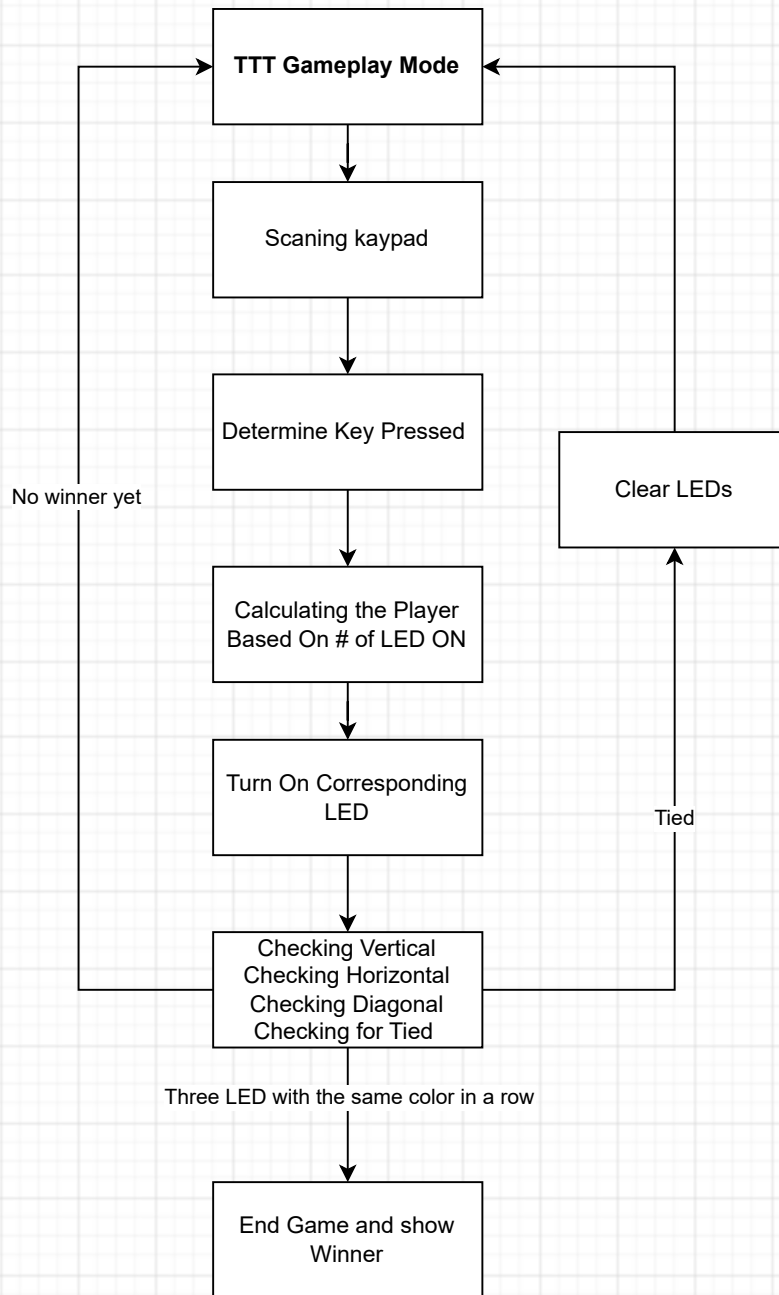 TTT Gameplay Mode
Scaning kaypad
Determine Key Pressed
No winner yet
Clear LEDs
Calculating the Player
Based On # of LED ON
Turn On Corresponding
LED
Tied
Checking Vertical
Checking Horizontal
Checking Diagonal
Checking for Tied
Three LED with the same color in a row
End Game and show
Winner